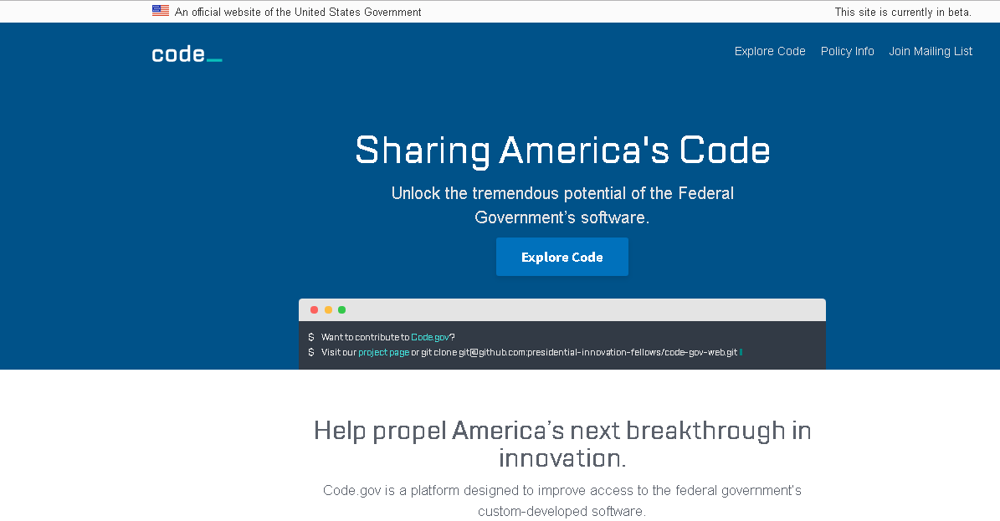 An official website of the United States Government
This site is currently in beta.
code_
Explore Code
Policy Info
Join Mailing List
Sharing America's Code
Unlock the tremendous potential of the Federal
Government’s software.
Explore Code
$ Want to contribute to Code.gov?
$ Visit our project page or git clone git@github.com:presidential-innovation-fellows/code-gov-web.git
Help propel America’s next breakthrough in
innovation.
Code.gov is a platform designed to improve access to the federal government’s
custom-developed software.